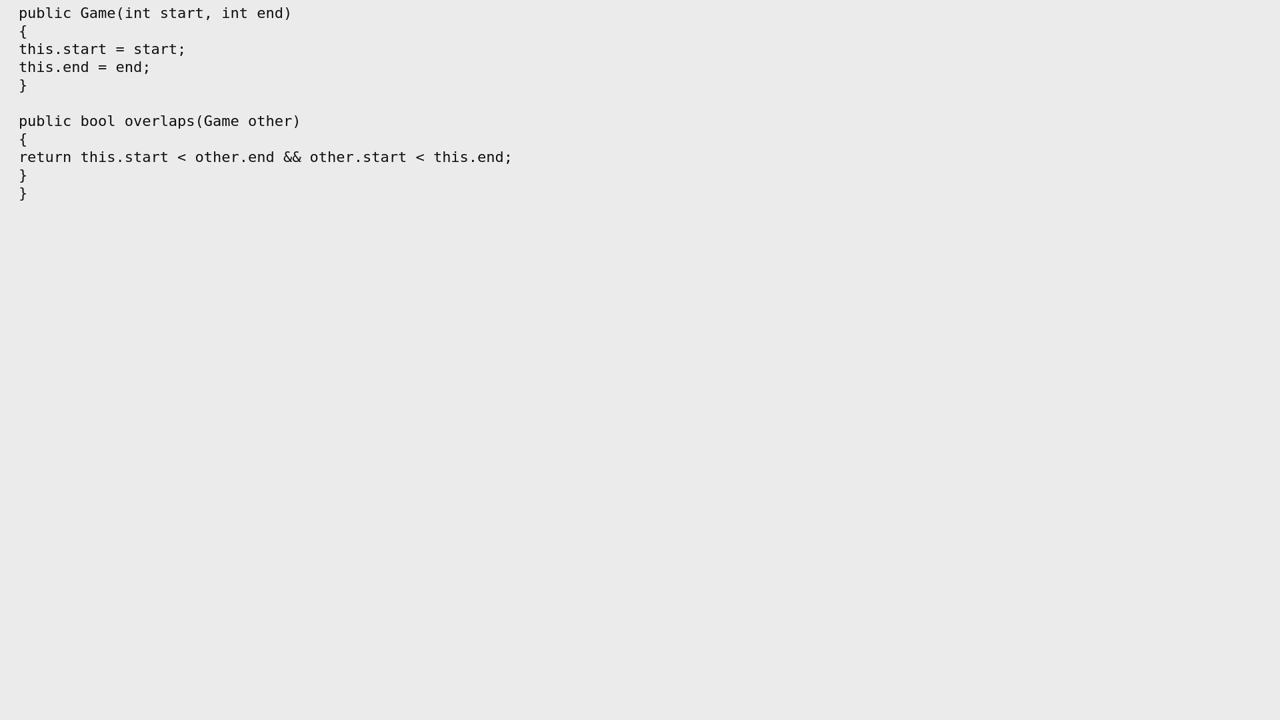 public Game(int start, int end)
{
this.start = start;
this.end = end;
}

public bool overlaps(Game other)
{
return this.start < other.end && other.start < this.end;
}
}